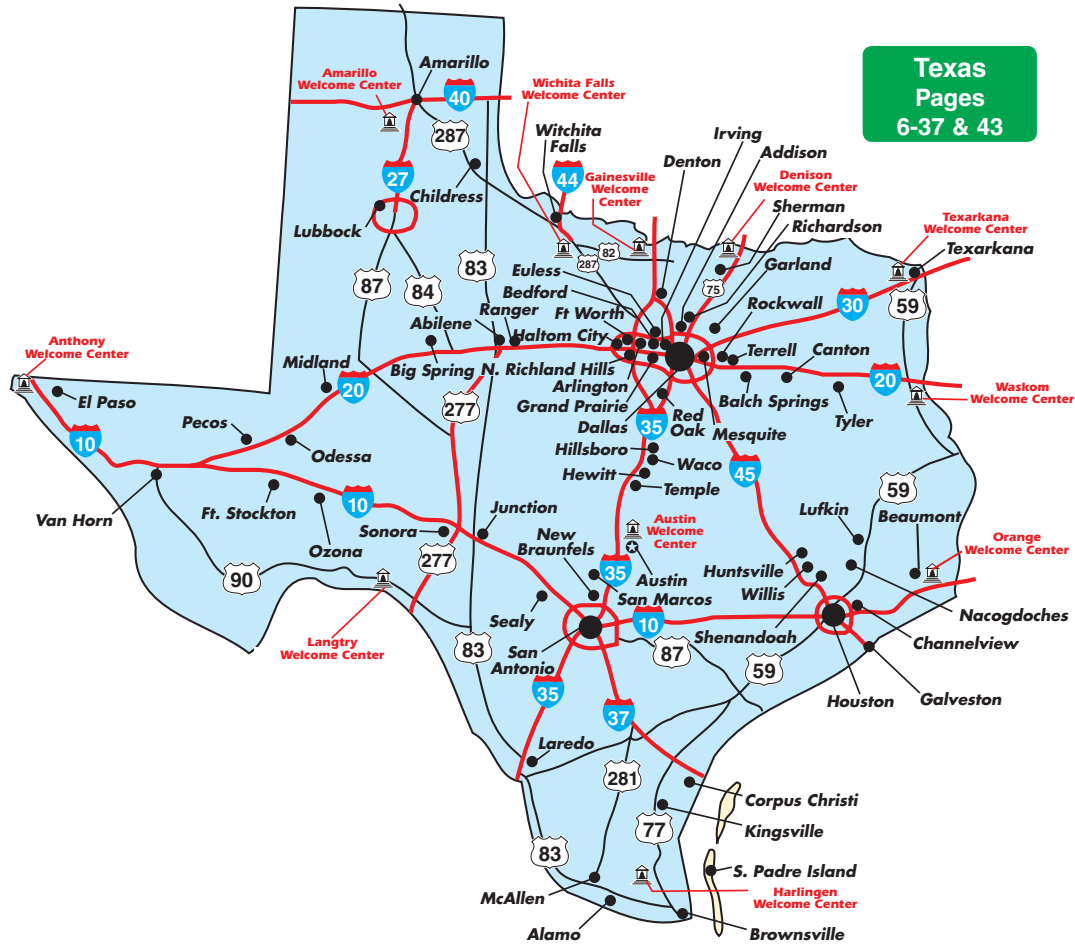 Texas
Pages
6-37 & 43
Amarillo
Amarillo
Welcome Center
Wichita Falls
Welcome Center
40
287
Witchita
Falls
Irving
Addison
Denton
Denison
Welcome Center
27
Childress
44
Gainesville
Welcome
Center
Sherman
Richardson
Texarkana
Welcome Center
Texarkana
Lubbock
83
82
287
Euless
75
Garland
87
84
Bedford
Rockwall
30
59
Ranger
Abilene
Ft Worth
Haltom City
Anthony
Welcome Center
Midland
20
Big Spring
N. Richland Hills
Terrell
Canton
20
Waskom
Welcome Center
El Paso
277
Arlington
Grand Prairie
Balch Springs
Tyler
Pecos
Odessa
Dallas
35
Red
Oak
Mesquite
10
Hillsboro
Waco
Hewitt
45
Temple
59
Van Horn
Ft. Stockton
10
Junction
Sonora
Ozona
Austin
Welcome
Center
Lufkin
Beaumont
Orange
Welcome Center
277
New
Braunfels
35
Austin
Huntsville
Willis
90
San Marcos
Sealy
10
Nacogdoches
Shenandoah
Channelview
Langtry
Welcome Center
83
San
Antonio
87
59
35
37
Houston
Galveston
Laredo
281
Corpus Christi
77
Kingsville
83
S. Padre Island
McAllen
Harlingen
Welcome Center
Alamo
Brownsville